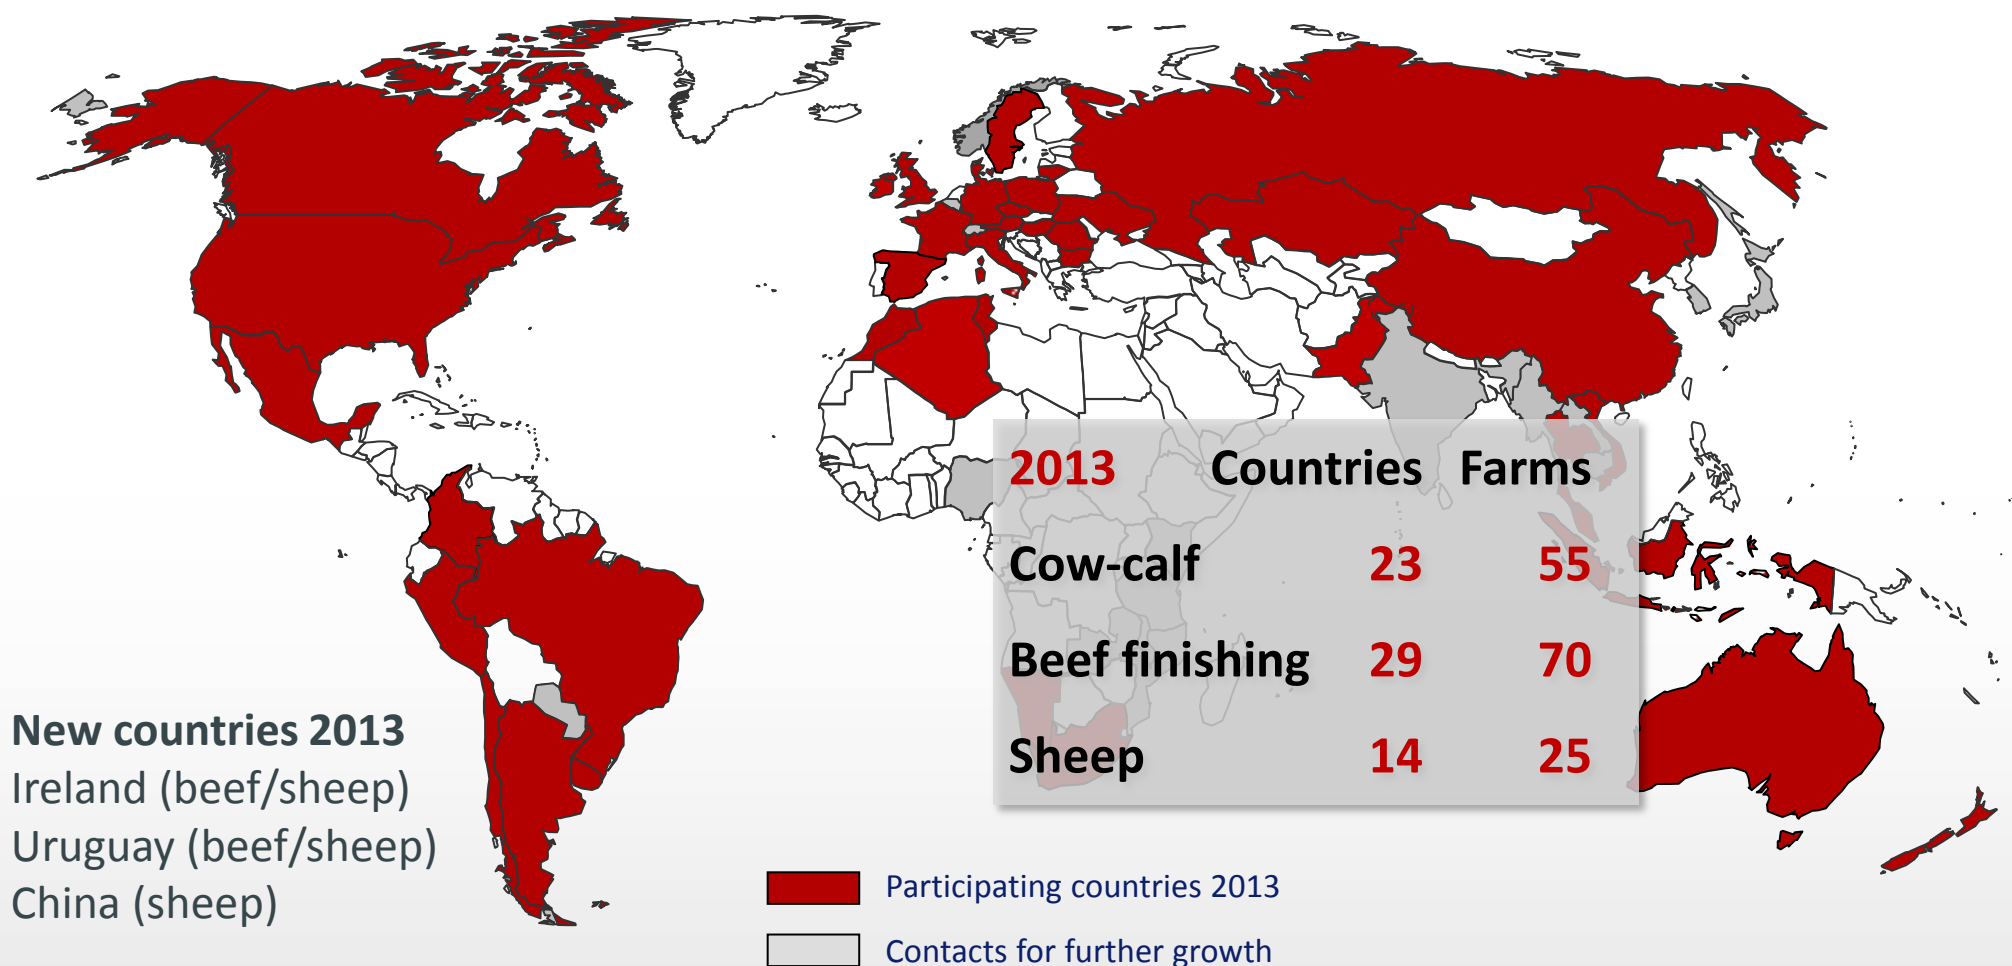 2013 Countries Farms
Cow-calf 23 55
Beef finishing 29 70
Sheep 14 25
New countries 2013
Ireland (beef/sheep)
Uruguay (beef/sheep)
China (sheep)
Participating countries 2013
Contacts for further growth